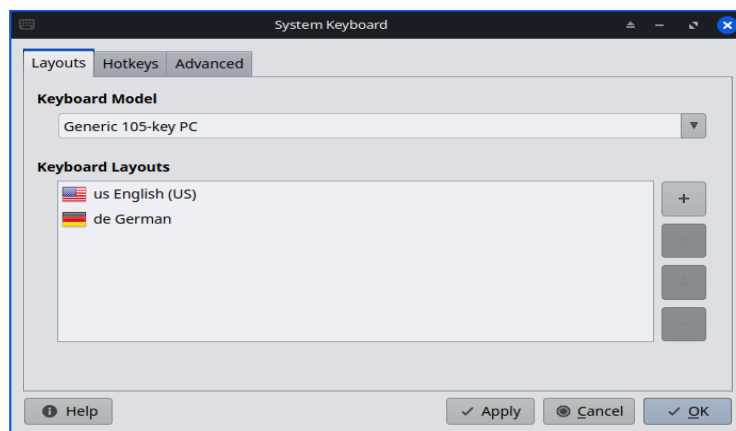 System Keyboard
Layouts Hotkeys Advanced
Keyboard Model
Generic 105-key PC
Keyboard Layouts
us English (US)
de German
+
Help Apply Cancel OK